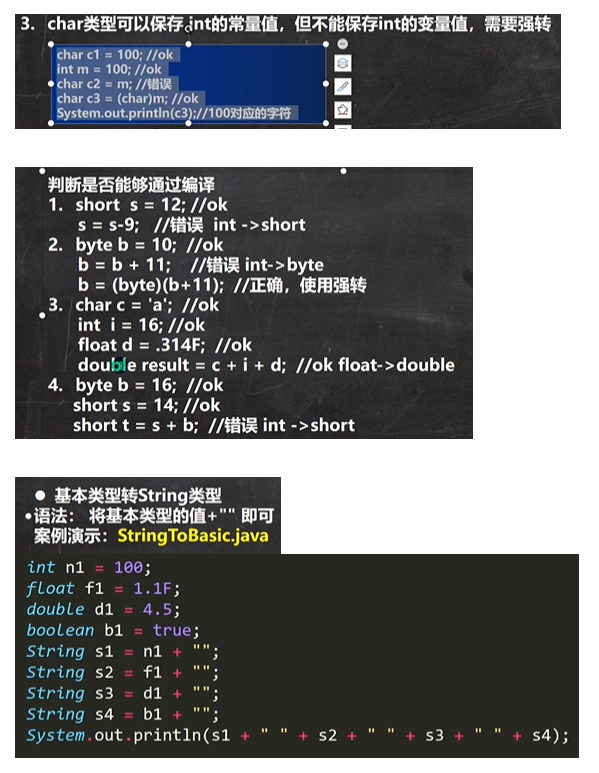 3. char类型可以保存int的常量值，但不能保存int的变量值，需要强转
char c1 = 100; //ok
int m = 100; //ok
char c2 = m; //错误
char c3 = (char)m; //ok
System.out.println(c3);//100对应的字符
判断是否能够通过编译
1. short s = 12; //ok
s = s-9; //错误 int ->short
2. byte b = 10; //ok
b = b + 11; //错误 int->byte
b = (byte)(b+11); //正确，使用强转
3. char c = 'a'; //ok
int i = 16; //ok
float d = .314F; //ok
double result = c + i + d; //ok float->double
4. byte b = 16; //ok
short s = 14; //ok
short t = s + b; //错误 int ->short
● 基本类型转String类型
•语法： 将基本类型的值+"" 即可
案例演示：StringToBasic.java
int n1 = 100;
float f1 = 1.1F;
double d1 = 4.5;
boolean b1 = true;
String s1 = n1 + "";
String s2 = f1 + "";
String s3 = d1 + "";
String s4 = b1 + "";
System.out.println(s1 + " " + s2 + " " + s3 + " " + s4);